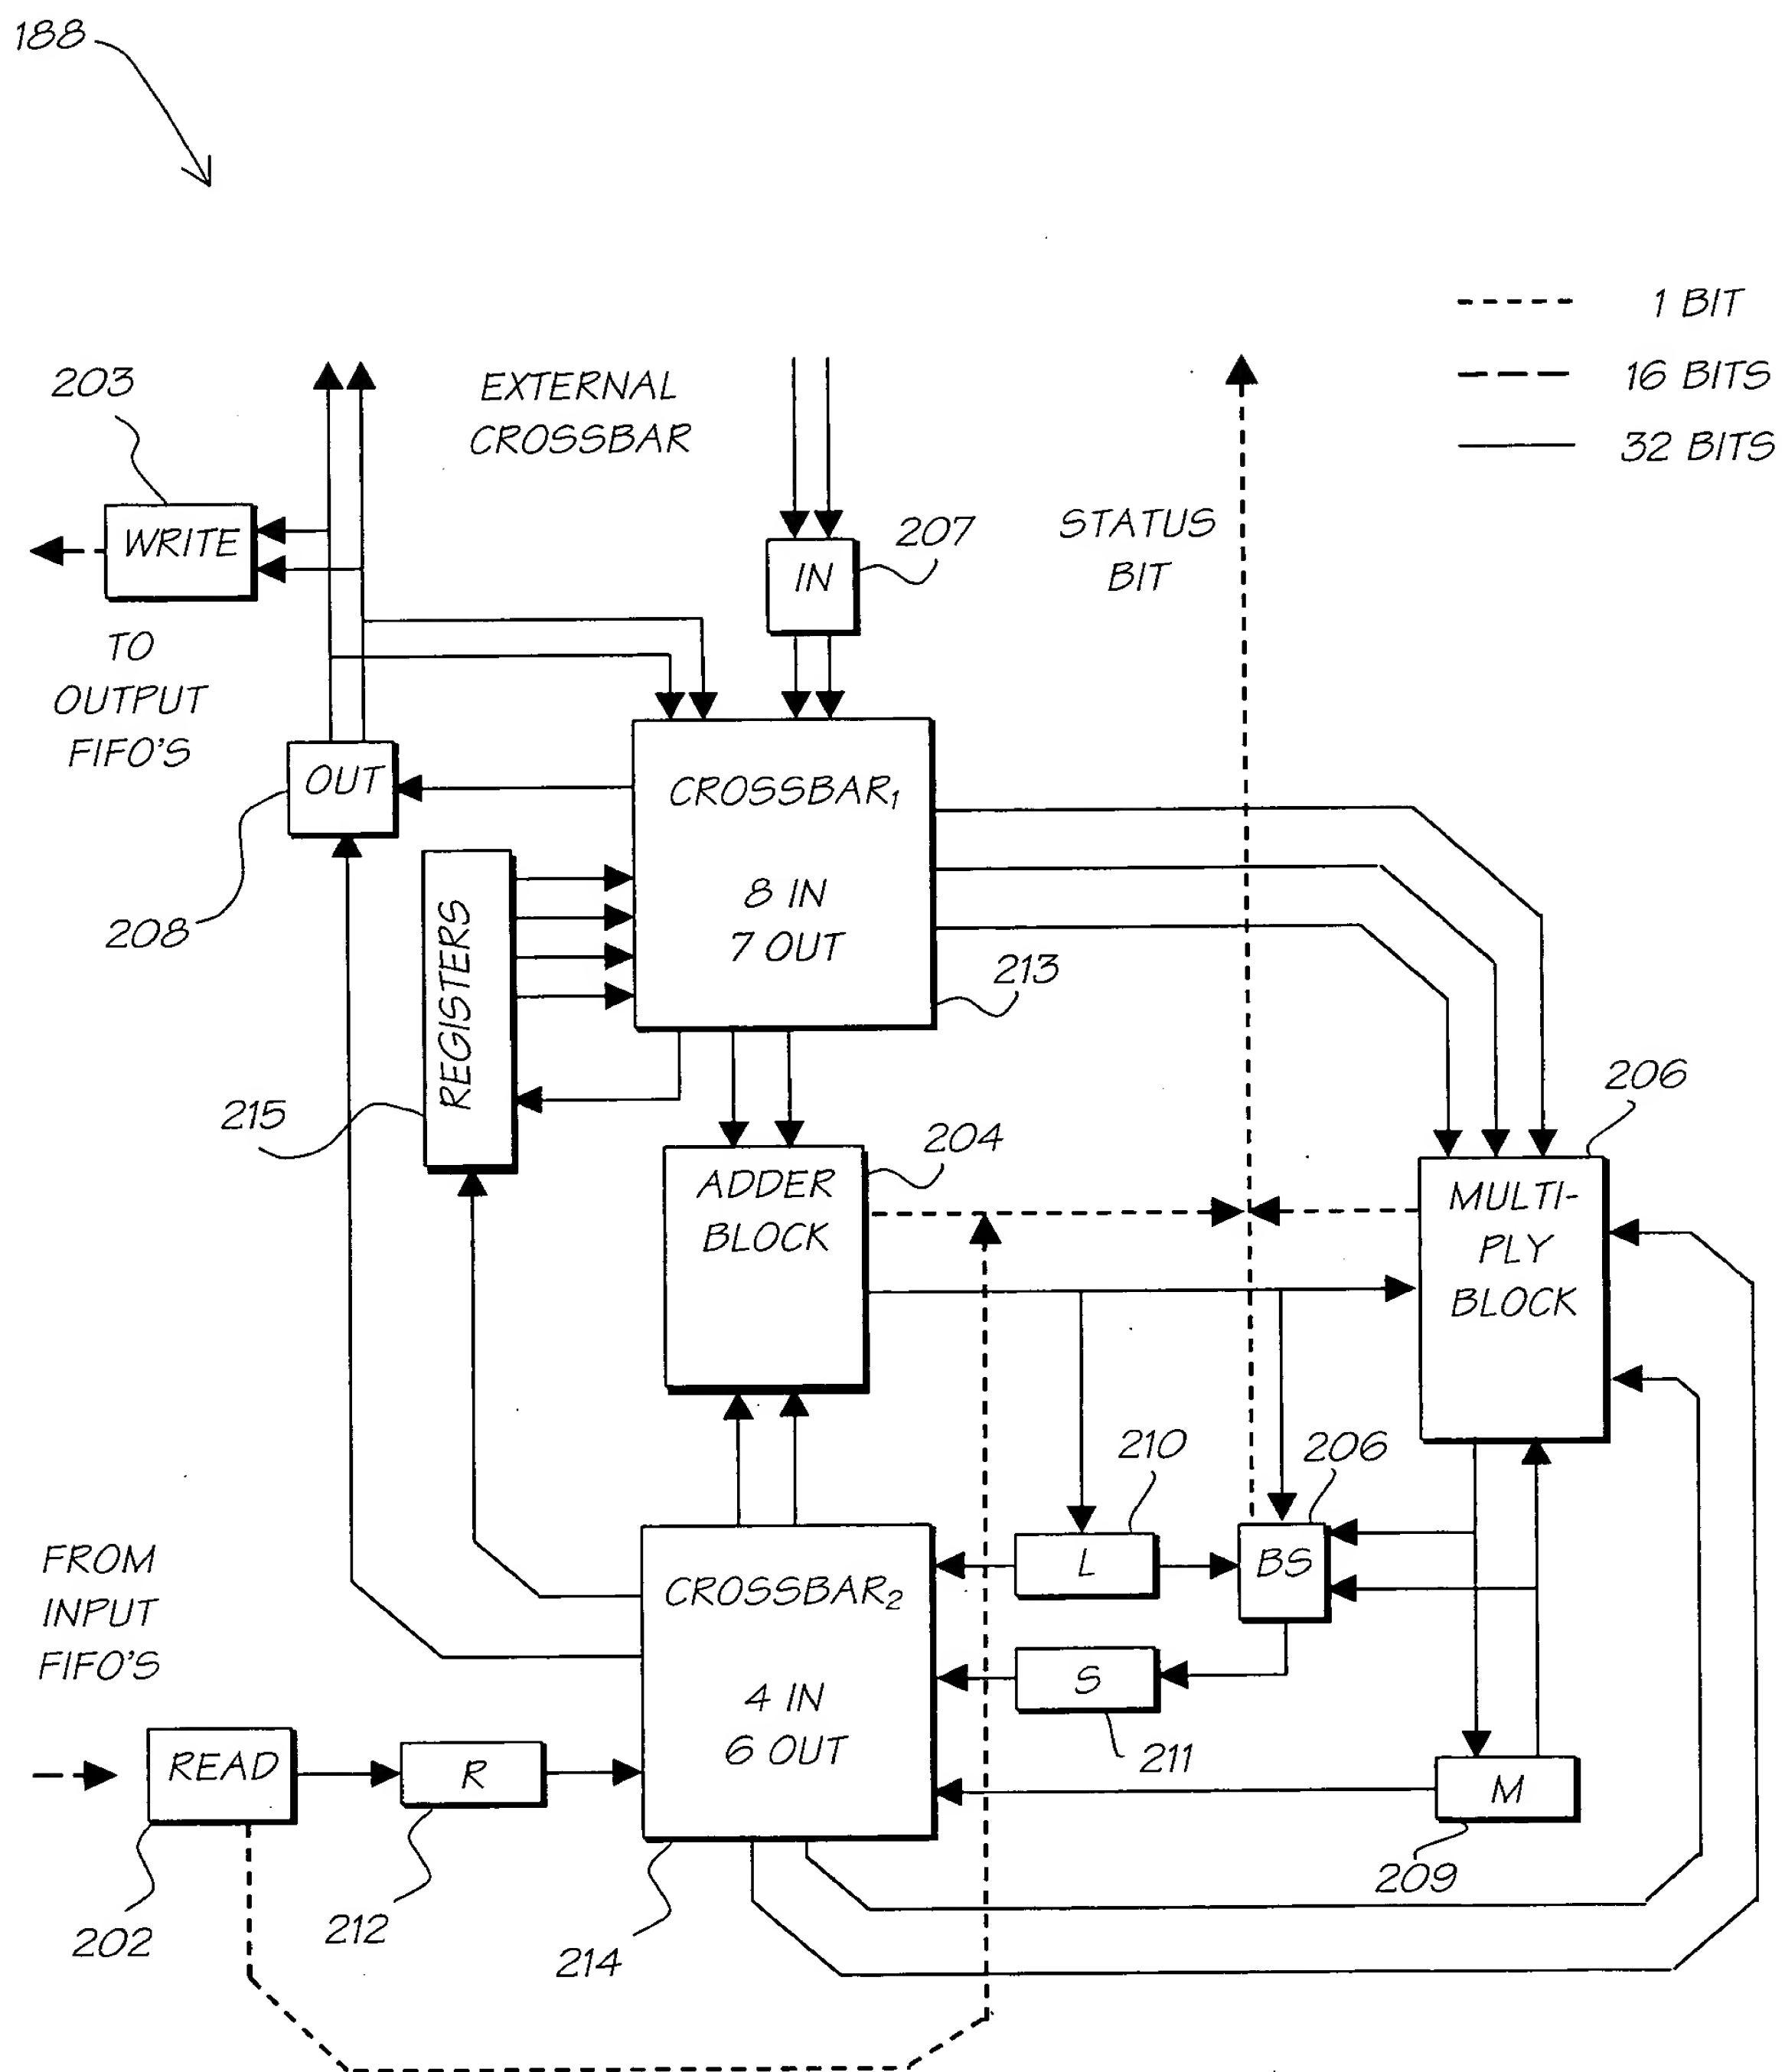 188
1 BIT
16 BITS
32 BITS
203
EXTERNAL
CROSSBAR
WRITE
207
IN
STATUS
BIT
TO
OUTPUT
FIFO'S
OUT
208
CROSSBAR1
8 IN
7 OUT
213
REGISTERS
215
204
ADDER
BLOCK
206
MULTI-
PLY
BLOCK
210
206
L
BS
FROM
INPUT
FIFO'S
CROSSBAR2
4 IN
6 OUT
S
211
READ
R
M
202
212
214
209